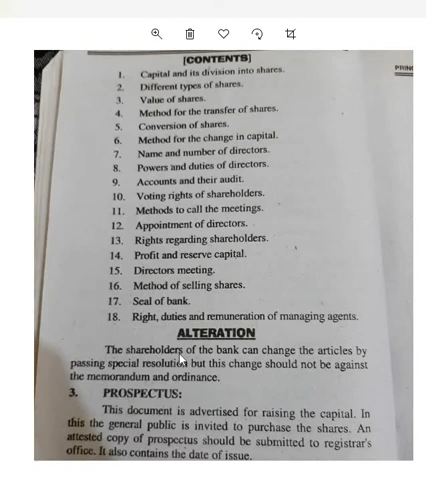 [CONTENTS]
1. Capital and its division into shares.
2. Different types of shares.
3. Value of shares.
4. Method for the transfer of shares.
5. Conversion of shares.
6. Method for the change in capital.
7. Name and number of directors.
8. Powers and duties of directors.
9. Accounts and their audit.
10. Voting rights of shareholders.
11. Methods to call the meetings.
12. Appointment of directors.
13. Rights regarding shareholders.
14. Profit and reserve capital.
15. Directors meeting.
16. Method of selling shares.
17. Seal of bank.
18. Right, duties and remuneration of managing agents.
ALTERATION
The shareholders of the bank can change the articles by
passing special resolution but this change should not be against
the memorandum and ordinance.
3. PROSPECTUS:
This document is advertised for raising the capital. In
this the general public is invited to purchase the shares. An
attested copy of prospectus should be submitted to registrar's
office. It also contains the date of issue.